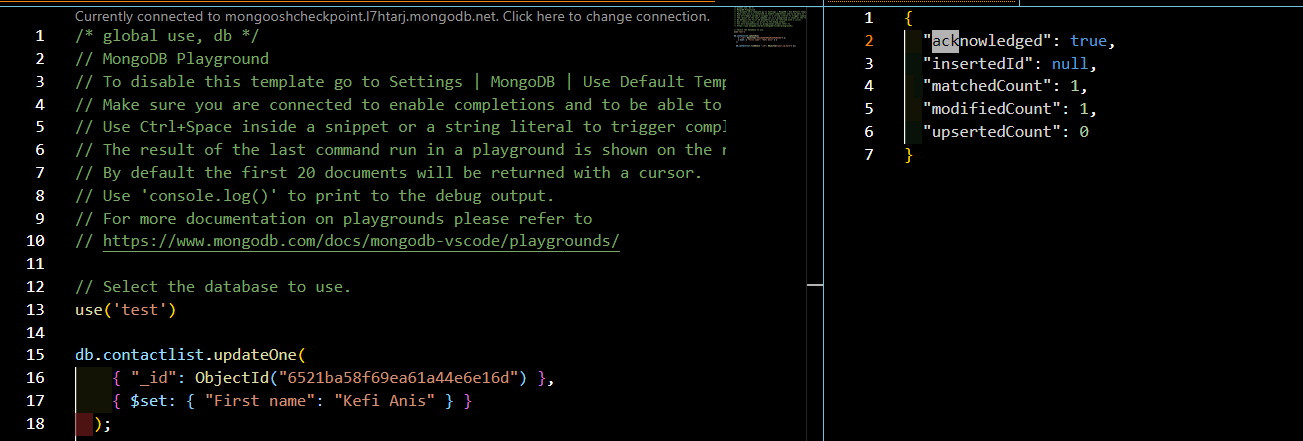 Currently connected to mongooshcheckpoint.l7htarj.mongodb.net. Click here to change connection.
1 /* global use, db */
2 // MongoDB Playground
3 // To disable this template go to Settings | MongoDB | Use Default Temp
4 // Make sure you are connected to enable completions and to be able to
5 // Use Ctrl+Space inside a snippet or a string literal to trigger compl
6 // The result of the last command run in a playground is shown on the r
7 // By default the first 20 documents will be returned with a cursor.
8 // Use 'console.log()' to print to the debug output.
9 // For more documentation on playgrounds please refer to
10 // https://www.mongodb.com/docs/mongodb-vscode/playgrounds/
11
12 // Select the database to use.
13 use('test')
14
15 db.contactlist.updateOne(
16 { "_id": ObjectId("6521ba58f69ea61a44e6e16d") },
17 { $set: { "First name": "Kefi Anis" } }
18 );
1 {
2 "acknowledged": true,
3 "insertedId": null,
4 "matchedCount": 1,
5 "modifiedCount": 1,
6 "upsertedCount": 0
7 }